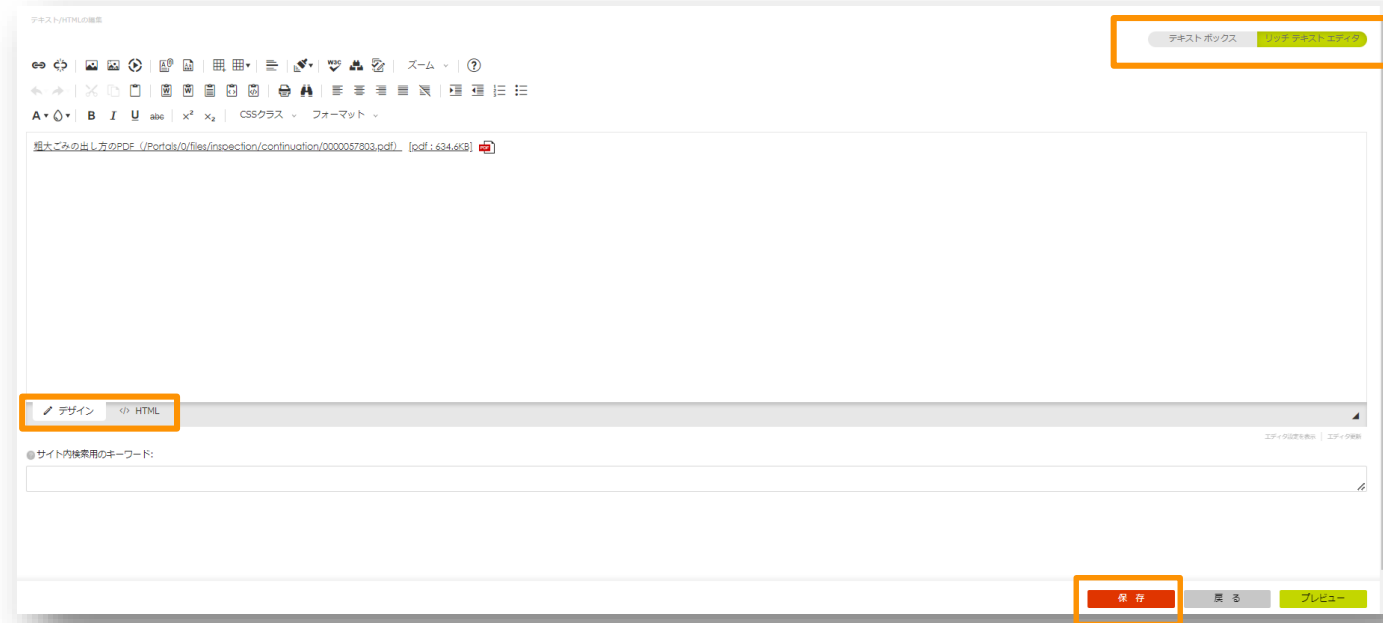 テキスト/HTMLの編集
テキスト ボックス リッチ テキスト エディタ
W3C ズーム ?
A B I U abc x² x₂ CSSクラス フォーマット
粗大ごみの出し方のPDF（/Portals/0/files/inspection/continuation/0000057803.pdf） [pdf : 634.6KB] PDF
デザイン </> HTML
エディタ設定を表示 | エディタ更新
サイト内検索用のキーワード:
保 存 戻 る プレビュー